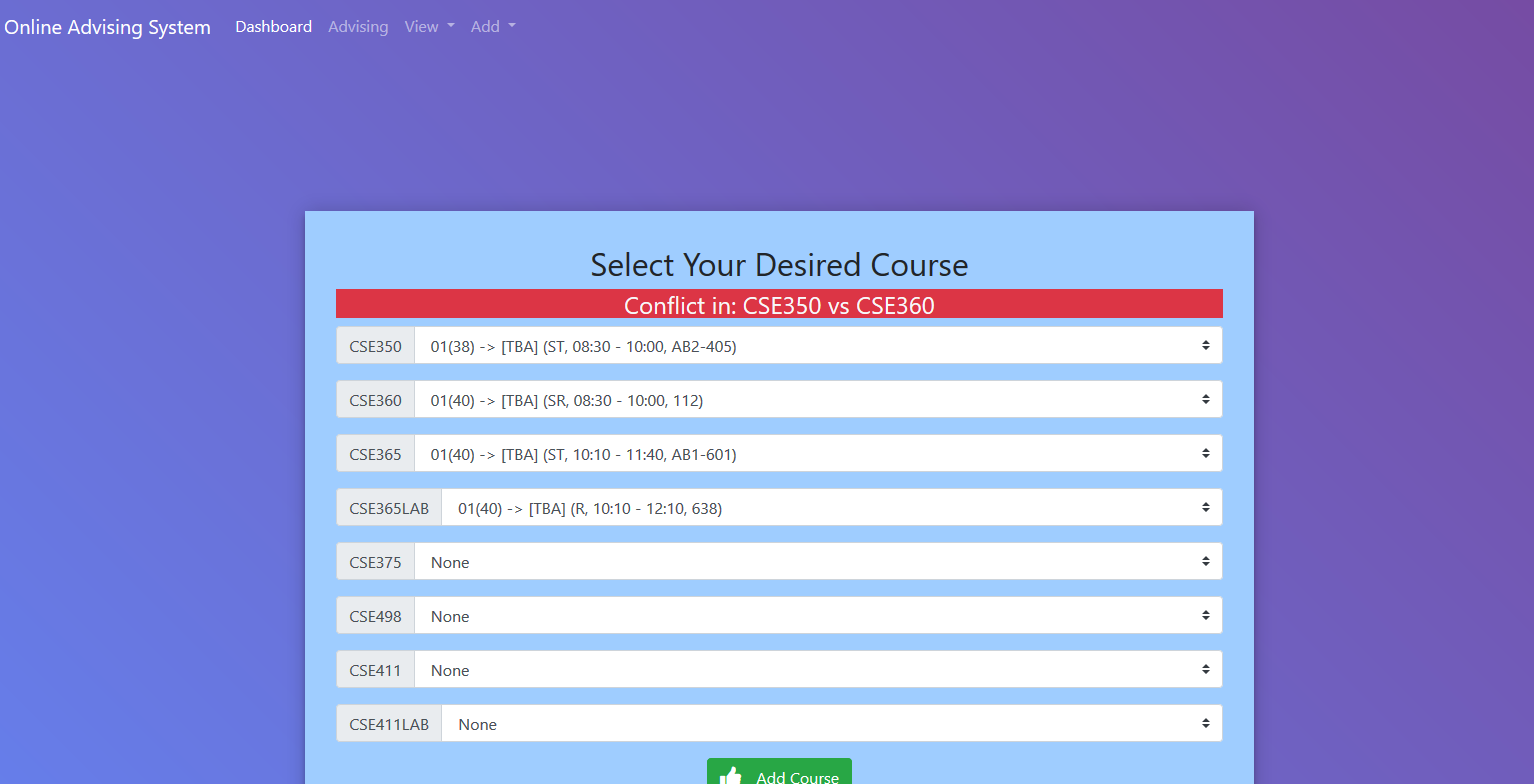 Online Advising System Dashboard Advising View Add
Select Your Desired Course
Conflict in: CSE350 vs CSE360
CSE350 01(38) -> [TBA] (ST, 08:30 - 10:00, AB2-405)
CSE360 01(40) -> [TBA] (SR, 08:30 - 10:00, 112)
CSE365 01(40) -> [TBA] (ST, 10:10 - 11:40, AB1-601)
CSE365LAB 01(40) -> [TBA] (R, 10:10 - 12:10, 638)
CSE375 None
CSE498 None
CSE411 None
CSE411LAB None
Add Course